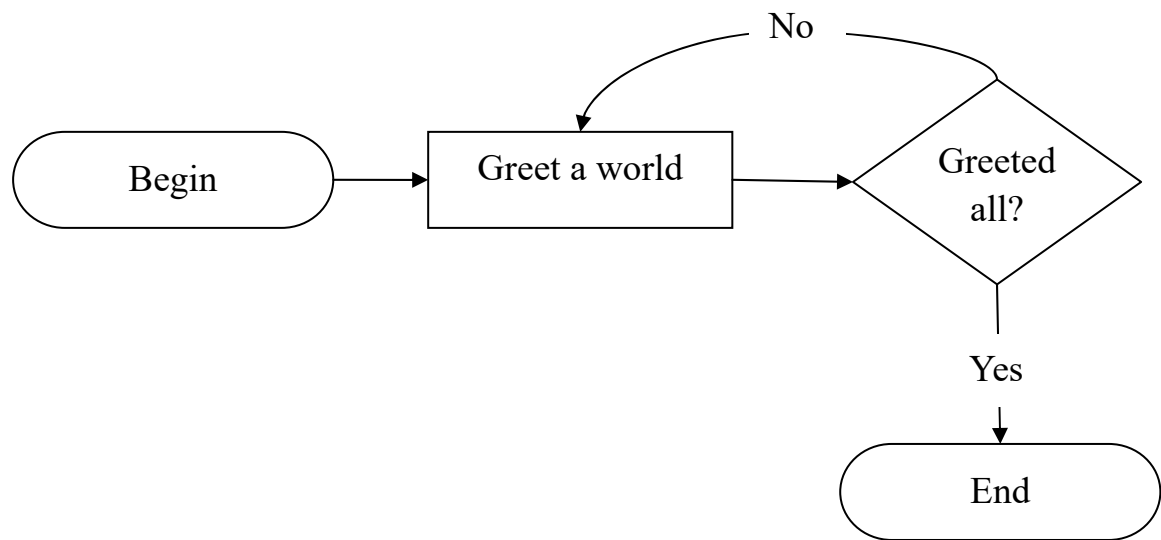 No
Begin
Greet a world
Greeted
all?
Yes
End